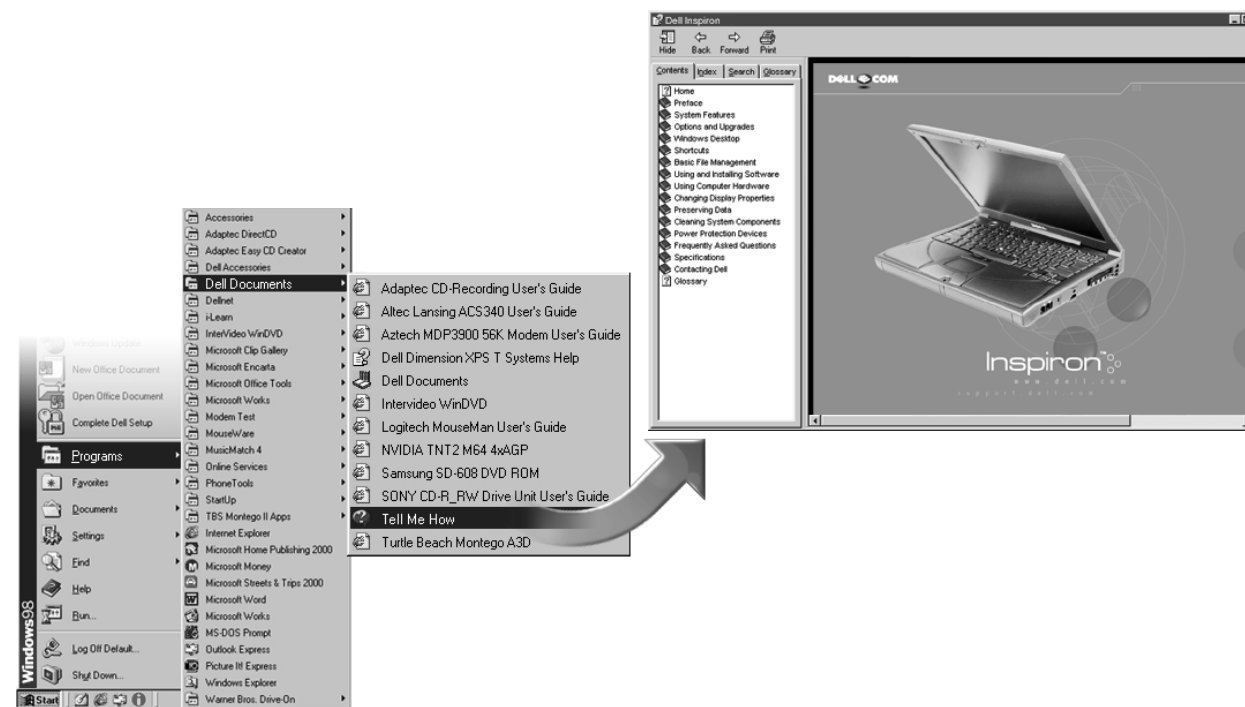 Windows Update
New Office Document
Open Office Document
Complete Dell Setup
Programs
Favorites
Documents
Settings
Find
Help
Run...
Log Off Default...
Shut Down...
Windows98
Start
Accessories
Adaptec DirectCD
Adaptec Easy CD Creator
Dell Accessories
Dell Documents
Dellnet
i-Learn
InterVideo WinDVD
Microsoft Clip Gallery
Microsoft Encarta
Microsoft Office Tools
Microsoft Works
Modem Test
MouseWare
MusicMatch 4
Online Services
PhoneTools
StartUp
TBS Montego II Apps
Internet Explorer
Microsoft Home Publishing 2000
Microsoft Money
Microsoft Streets & Trips 2000
Microsoft Word
Microsoft Works
MS-DOS Prompt
Outlook Express
Picture It! Express
Windows Explorer
Warner Bros. Drive-On
Adaptec CD-Recording User's Guide
Altec Lansing ACS340 User's Guide
Aztech MDP3900 56K Modem User's Guide
Dell Dimension XPS T Systems Help
Dell Documents
Intervideo WinDVD
Logitech MouseMan User's Guide
NVIDIA TNT2 M64 4xAGP
Samsung SD-608 DVD ROM
SONY CD-R_RW Drive Unit User's Guide
Tell Me How
Turtle Beach Montego A3D
Dell Inspiron
Hide Back Forward Print
Contents Index Search Glossary
Home
Preface
System Features
Options and Upgrades
Windows Desktop
Shortcuts
Basic File Management
Using and Installing Software
Using Computer Hardware
Changing Display Properties
Preserving Data
Cleaning System Components
Power Protection Devices
Frequently Asked Questions
Specifications
Contacting Dell
Glossary
DELL COM
Inspiron™
www.dell.com
support.dell.com